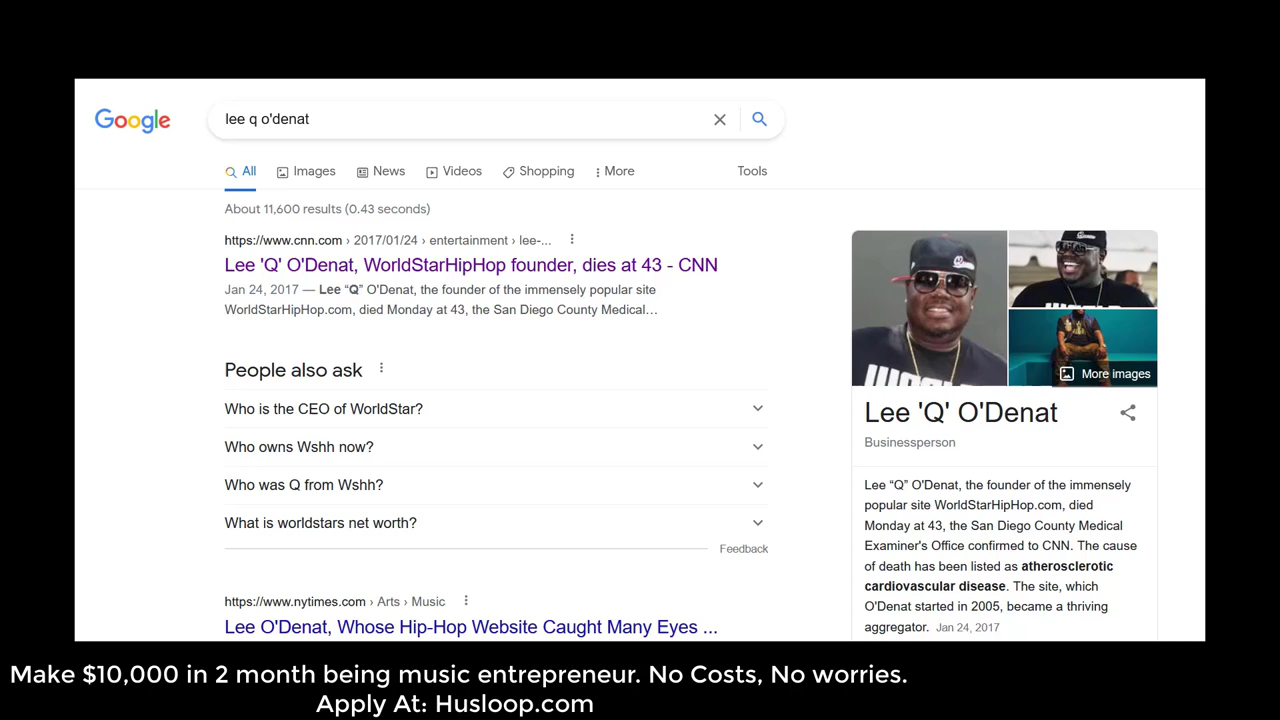 Google
lee q o'denat
All
Images
News
Videos
Shopping
More
Tools
About 11,600 results (0.43 seconds)
https://www.cnn.com › 2017/01/24 › entertainment › lee-...
Lee 'Q' O'Denat, WorldStarHipHop founder, dies at 43 - CNN
Jan 24, 2017 — Lee “Q” O'Denat, the founder of the immensely popular site
WorldStarHipHop.com, died Monday at 43, the San Diego County Medical...
People also ask
Who is the CEO of WorldStar?
Who owns Wshh now?
Who was Q from Wshh?
What is worldstars net worth?
Feedback
https://www.nytimes.com › Arts › Music
Lee O'Denat, Whose Hip-Hop Website Caught Many Eyes ...
More images
Lee 'Q' O'Denat
Businessperson
Lee “Q” O'Denat, the founder of the immensely
popular site WorldStarHipHop.com, died
Monday at 43, the San Diego County Medical
Examiner's Office confirmed to CNN. The cause
of death has been listed as atherosclerotic
cardiovascular disease. The site, which
O'Denat started in 2005, became a thriving
aggregator. Jan 24, 2017
Make $10,000 in 2 month being music entrepreneur. No Costs, No worries.
Apply At: Husloop.com